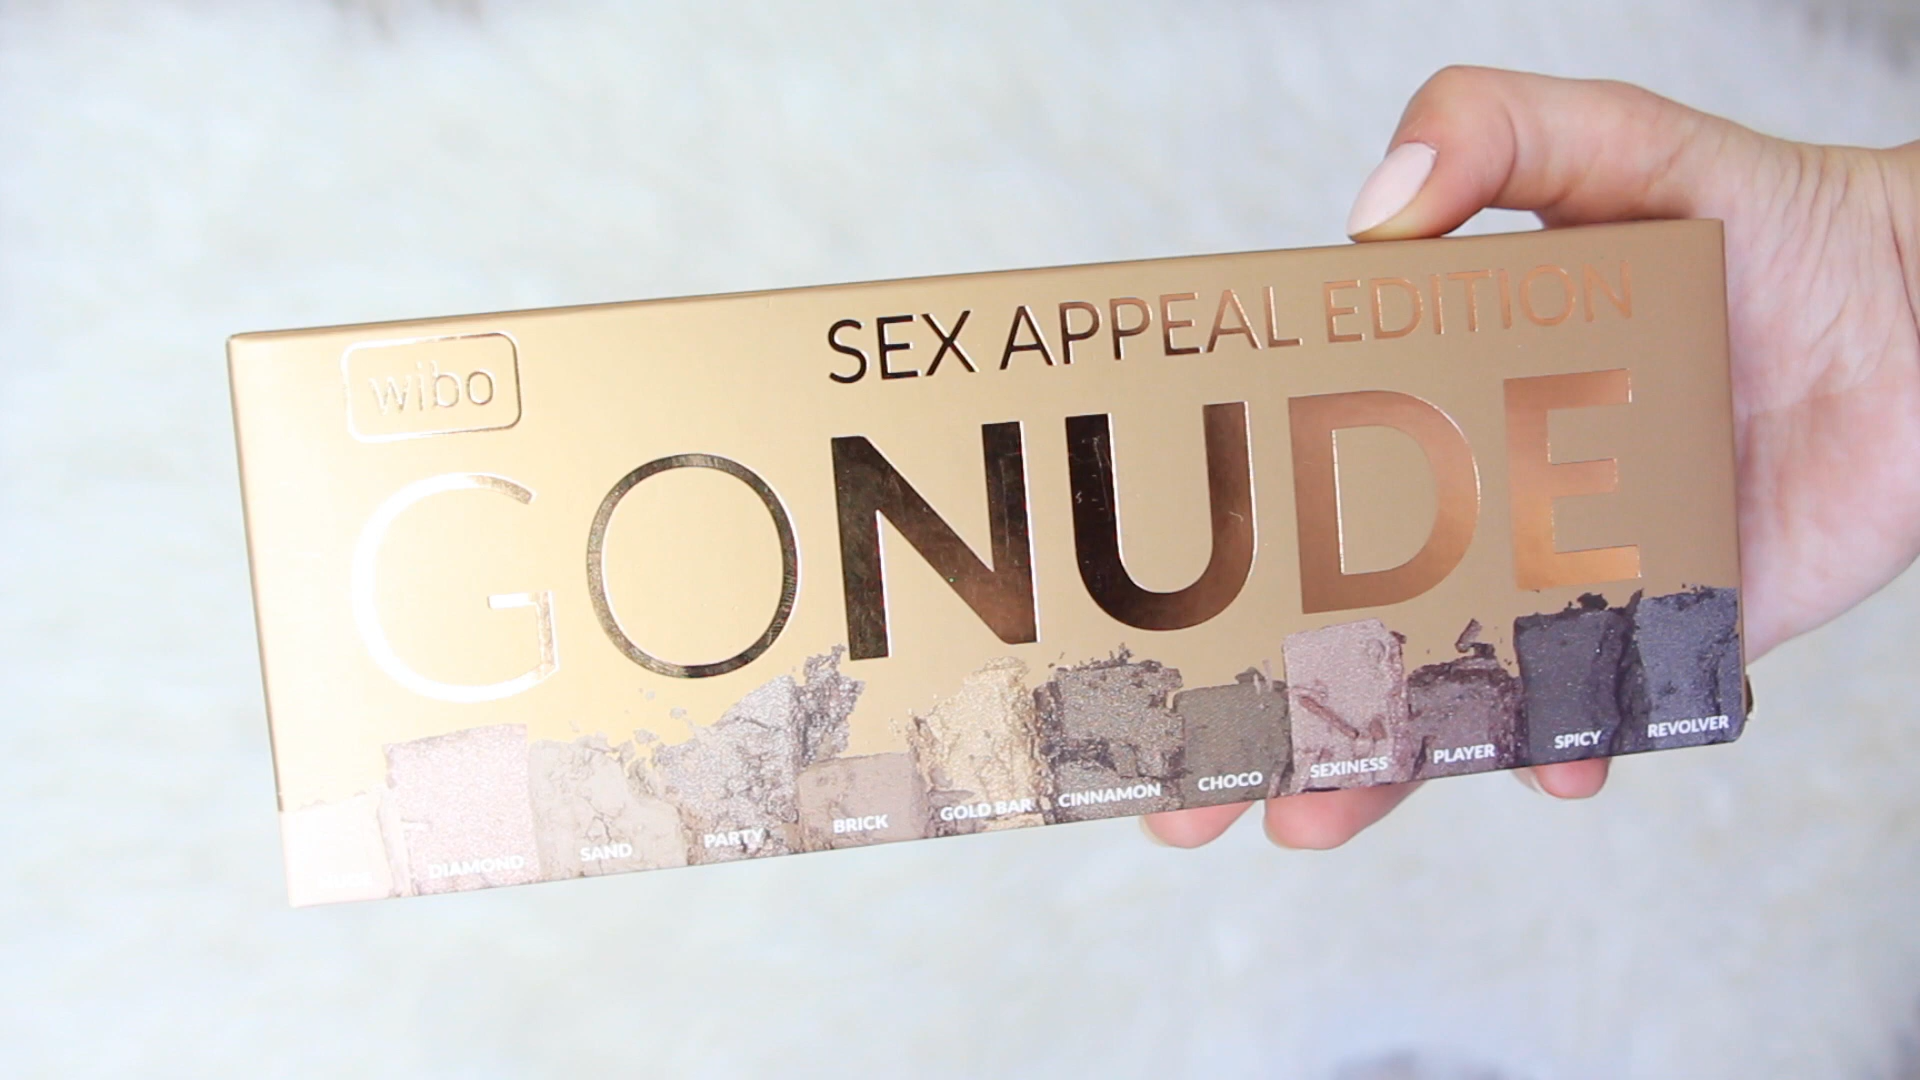 wibo
SEX APPEAL EDITION
GONUDE
DIAMOND
SAND
PARTY
BRICK
GOLD BAR
CINNAMON
CHOCO
SEXINESS
PLAYER
SPICY
REVOLVER